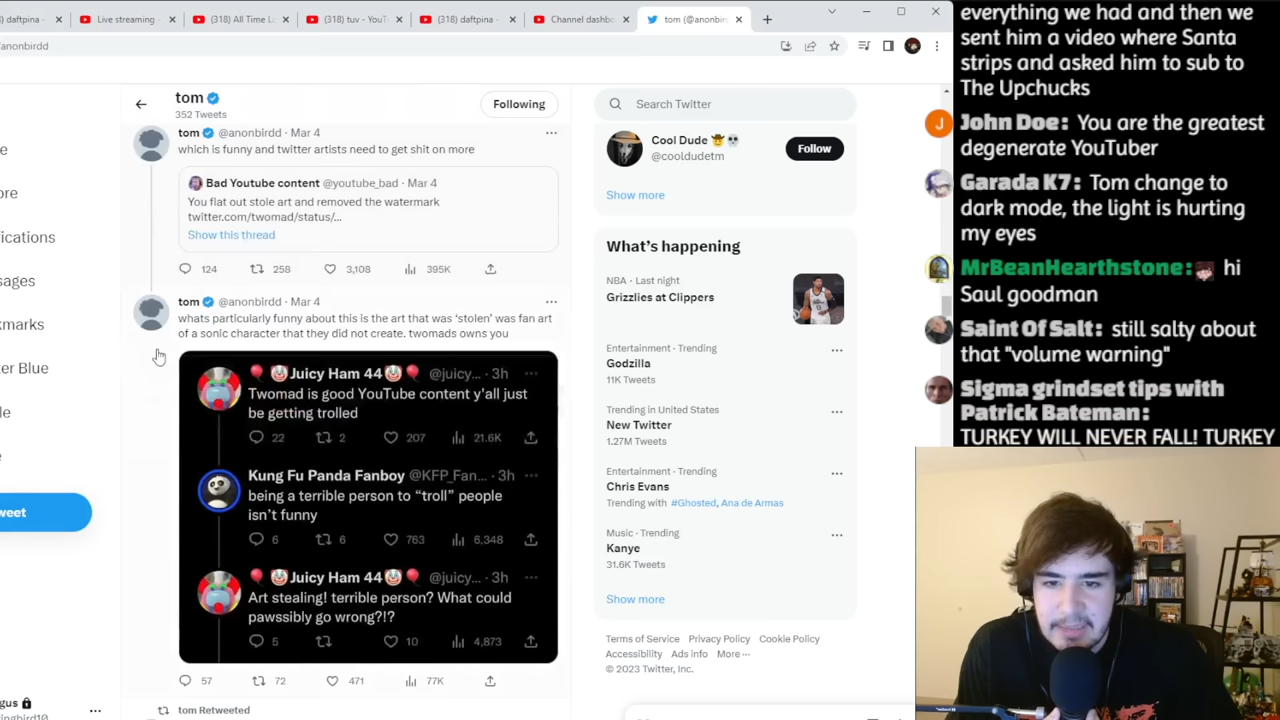 daftpina
Live streaming
(318) All Time L
(318) tuv - YouT
(318) daftpina
Channel dashbo
tom (@anonbird
anonbirdd
tom
352 Tweets
Following
Search Twitter
tom @anonbirdd · Mar 4
which is funny and twitter artists need to get shit on more
Bad Youtube content @youtube_bad · Mar 4
You flat out stole art and removed the watermark
twitter.com/twomad/status/...
Show this thread
124 258 3,108 395K
tom @anonbirdd · Mar 4
whats particularly funny about this is the art that was ‘stolen’ was fan art
of a sonic character that they did not create. twomads owns you
🎈🤡Juicy Ham 44🤡🎈 @juicy... · 3h
Twomad is good YouTube content y'all just
be getting trolled
22 2 207 21.6K
Kung Fu Panda Fanboy @KFP_Fan... · 3h
being a terrible person to “troll” people
isn’t funny
6 6 763 6,348
🎈🤡Juicy Ham 44🤡🎈 @juicy... · 3h
Art stealing! terrible person? What could
pawssibly go wrong?!?
5 10 4,873
57 72 471 77K
tom Retweeted
e
ore
ifications
sages
kmarks
er Blue
weet
gus
ngbird10
Cool Dude 🤠💀
@cooldudetm
Follow
Show more
What’s happening
NBA · Last night
Grizzlies at Clippers
Entertainment · Trending
Godzilla
11K Tweets
Trending in United States
New Twitter
1.27M Tweets
Entertainment · Trending
Chris Evans
Trending with #Ghosted, Ana de Armas
Music · Trending
Kanye
31.6K Tweets
Show more
Terms of Service Privacy Policy Cookie Policy
Accessibility Ads info More ···
© 2023 Twitter, Inc.
everything we had and then we
sent him a video where Santa
strips and asked him to sub to
The Upchucks
John Doe: You are the greatest
degenerate YouTuber
Garada K7: Tom change to
dark mode, the light is hurting
my eyes
MrBeanHearthstone: hi
Saul goodman
Saint Of Salt: still salty about
that "volume warning"
Sigma grindset tips with
Patrick Bateman:
TURKEY WILL NEVER FALL! TURKEY